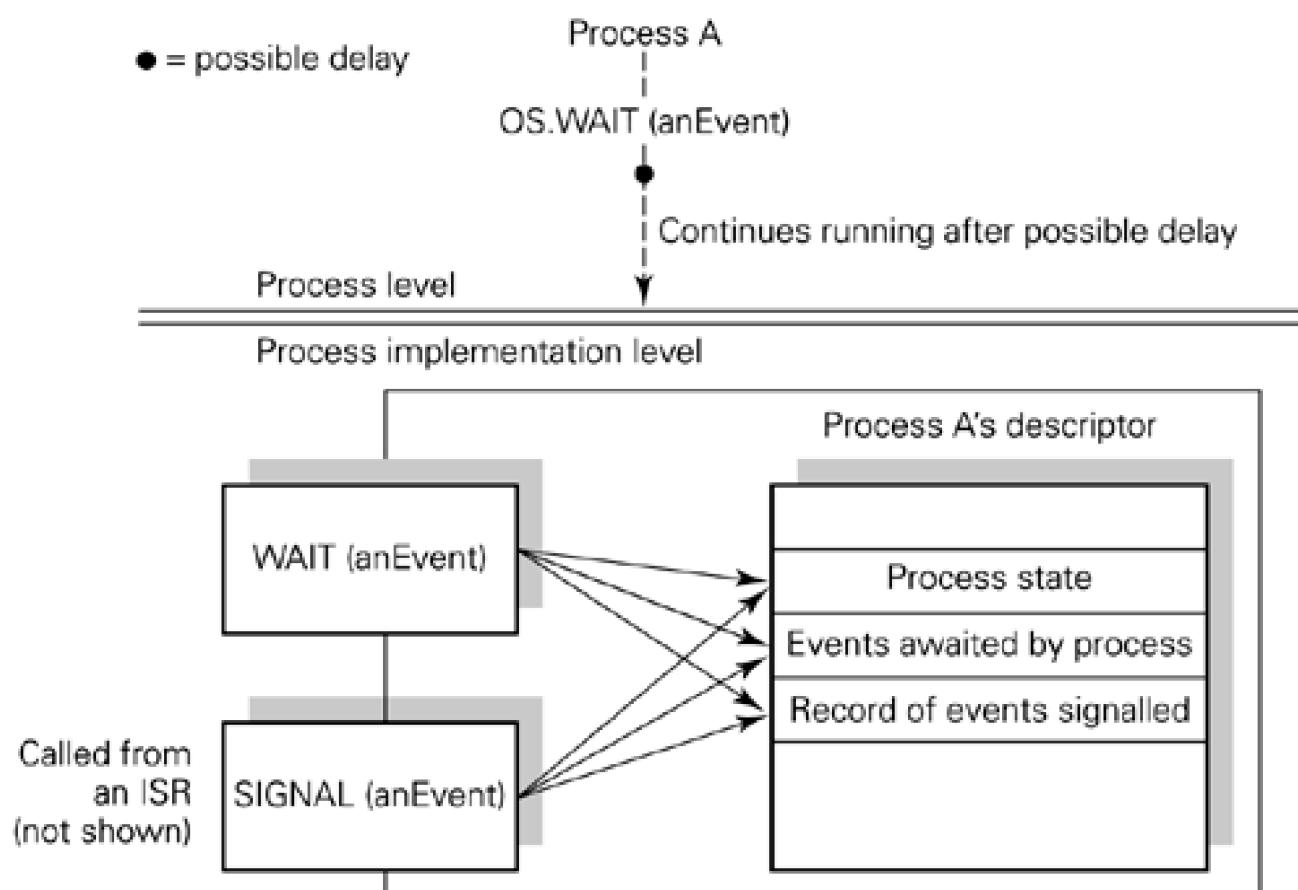 Process A
● = possible delay
OS.WAIT (anEvent)
Continues running after possible delay
Process level
Process implementation level
Process A's descriptor
WAIT (anEvent)
Process state
Events awaited by process
Record of events signalled
Called from
an ISR
(not shown)
SIGNAL (anEvent)